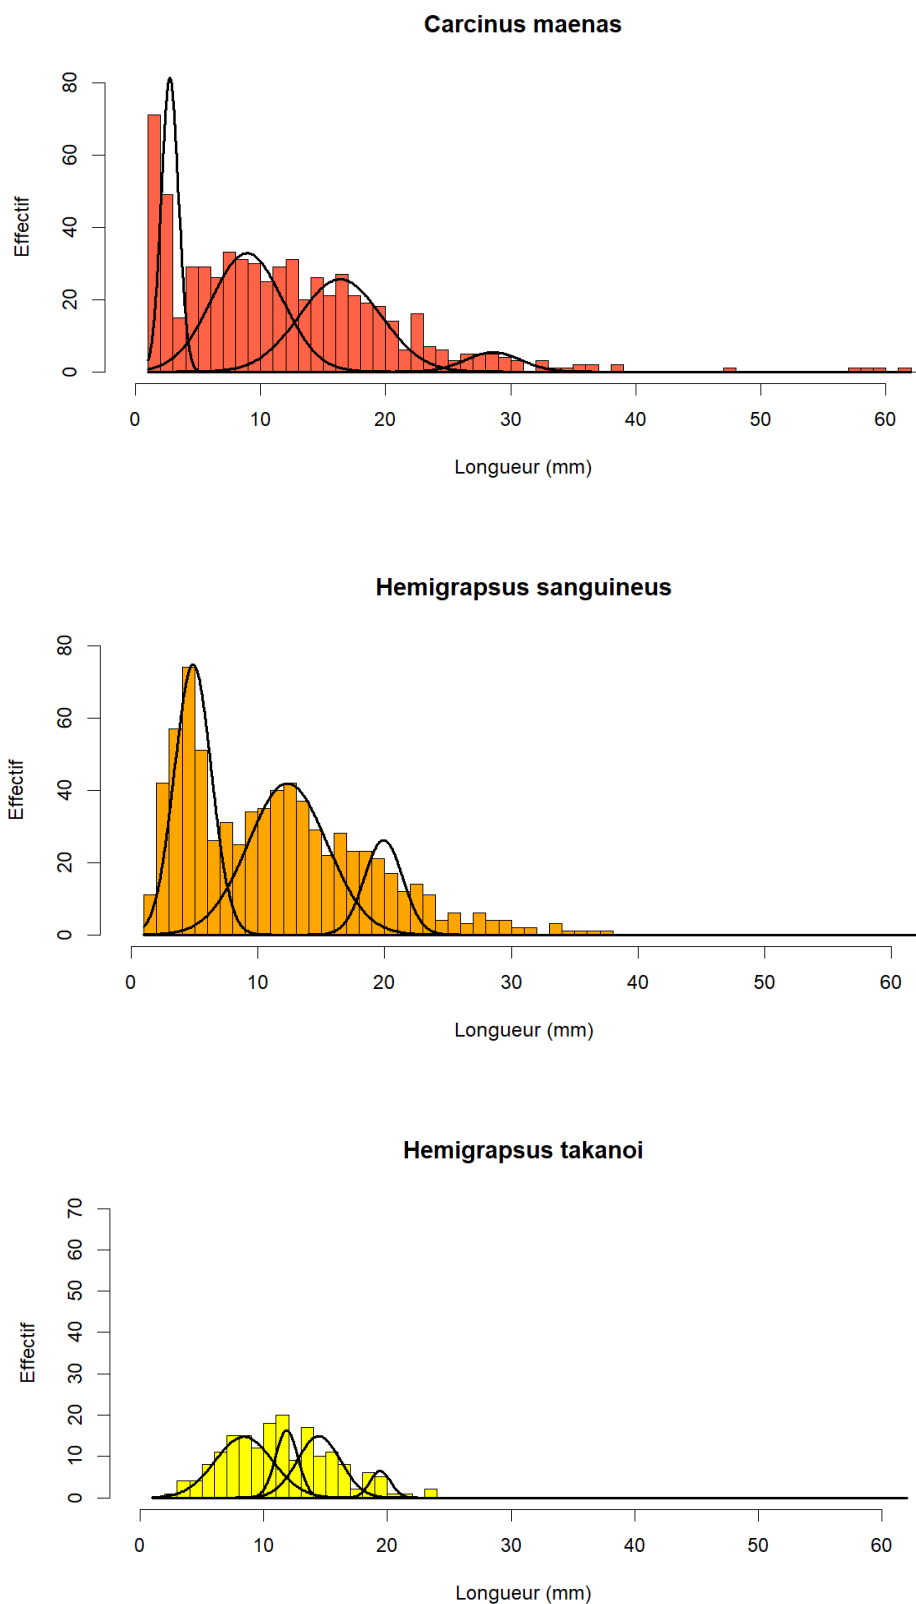 Carcinus maenas
80
60
40
20
0
Effectif
0 10 20 30 40 50 60
Longueur (mm)
Hemigrapsus sanguineus
80
60
40
20
0
Effectif
0 10 20 30 40 50 60
Longueur (mm)
Hemigrapsus takanoi
70
60
50
40
30
20
10
0
Effectif
0 10 20 30 40 50 60
Longueur (mm)